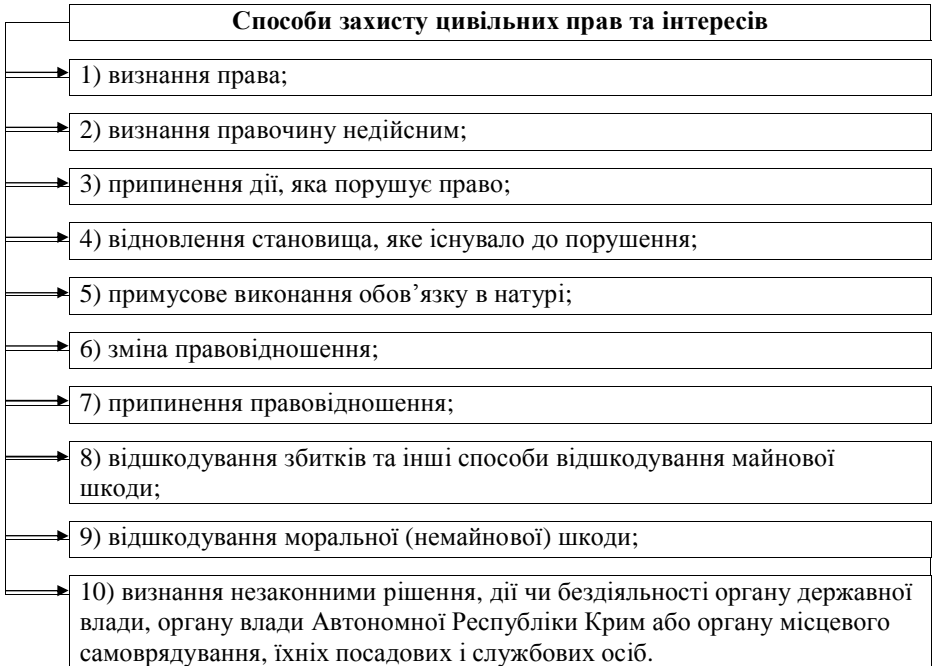 Способи захисту цивільних прав та інтересів
1) визнання права;
2) визнання правочину недійсним;
3) припинення дії, яка порушує право;
4) відновлення становища, яке існувало до порушення;
5) примусове виконання обов’язку в натурі;
6) зміна правовідношення;
7) припинення правовідношення;
8) відшкодування збитків та інші способи відшкодування майнової
шкоди;
9) відшкодування моральної (немайнової) шкоди;
10) визнання незаконними рішення, дії чи бездіяльності органу державної
влади, органу влади Автономної Республіки Крим або органу місцевого
самоврядування, їхніх посадових і службових осіб.